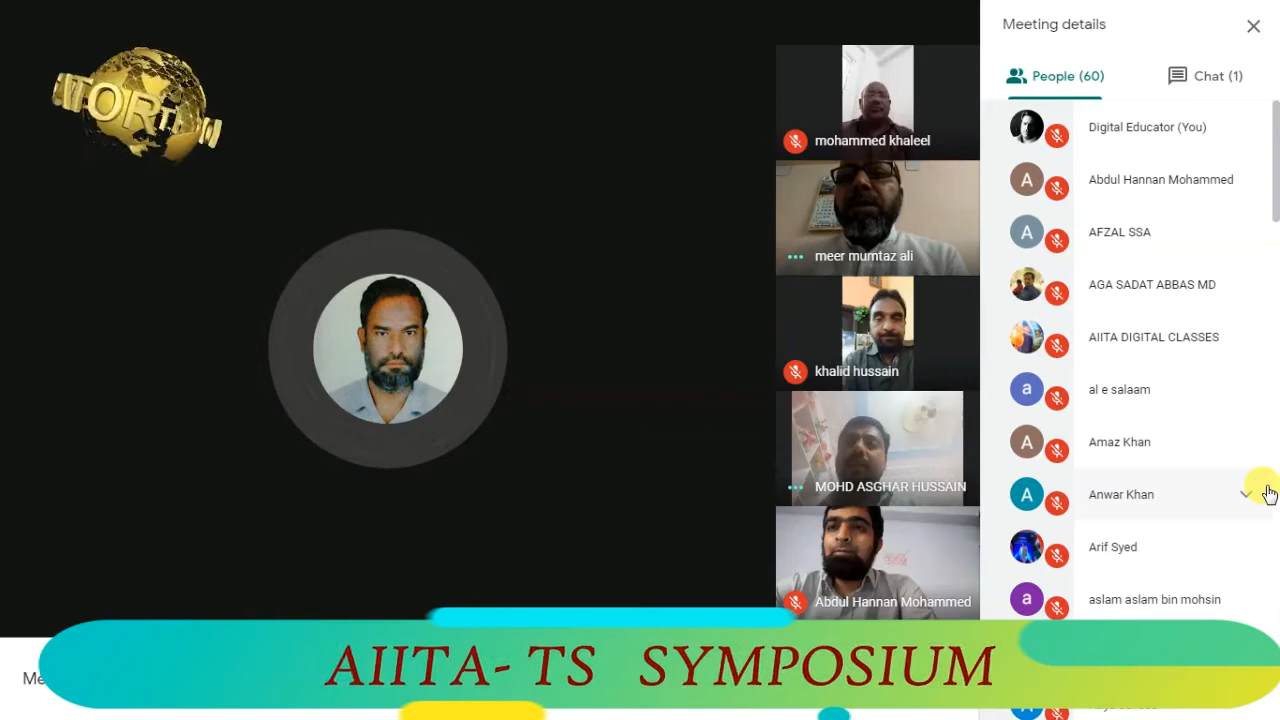 Meeting details
People (60)
Chat (1)
mohammed khaleel
meer mumtaz ali
khalid hussain
MOHD ASGHAR HUSSAIN
Abdul Hannan Mohammed
Digital Educator (You)
A Abdul Hannan Mohammed
A AFZAL SSA
AGA SADAT ABBAS MD
AIITA DIGITAL CLASSES
a al e salaam
A Amaz Khan
A Anwar Khan
Arif Syed
a aslam aslam bin mohsin
AIITA- TS SYMPOSIUM